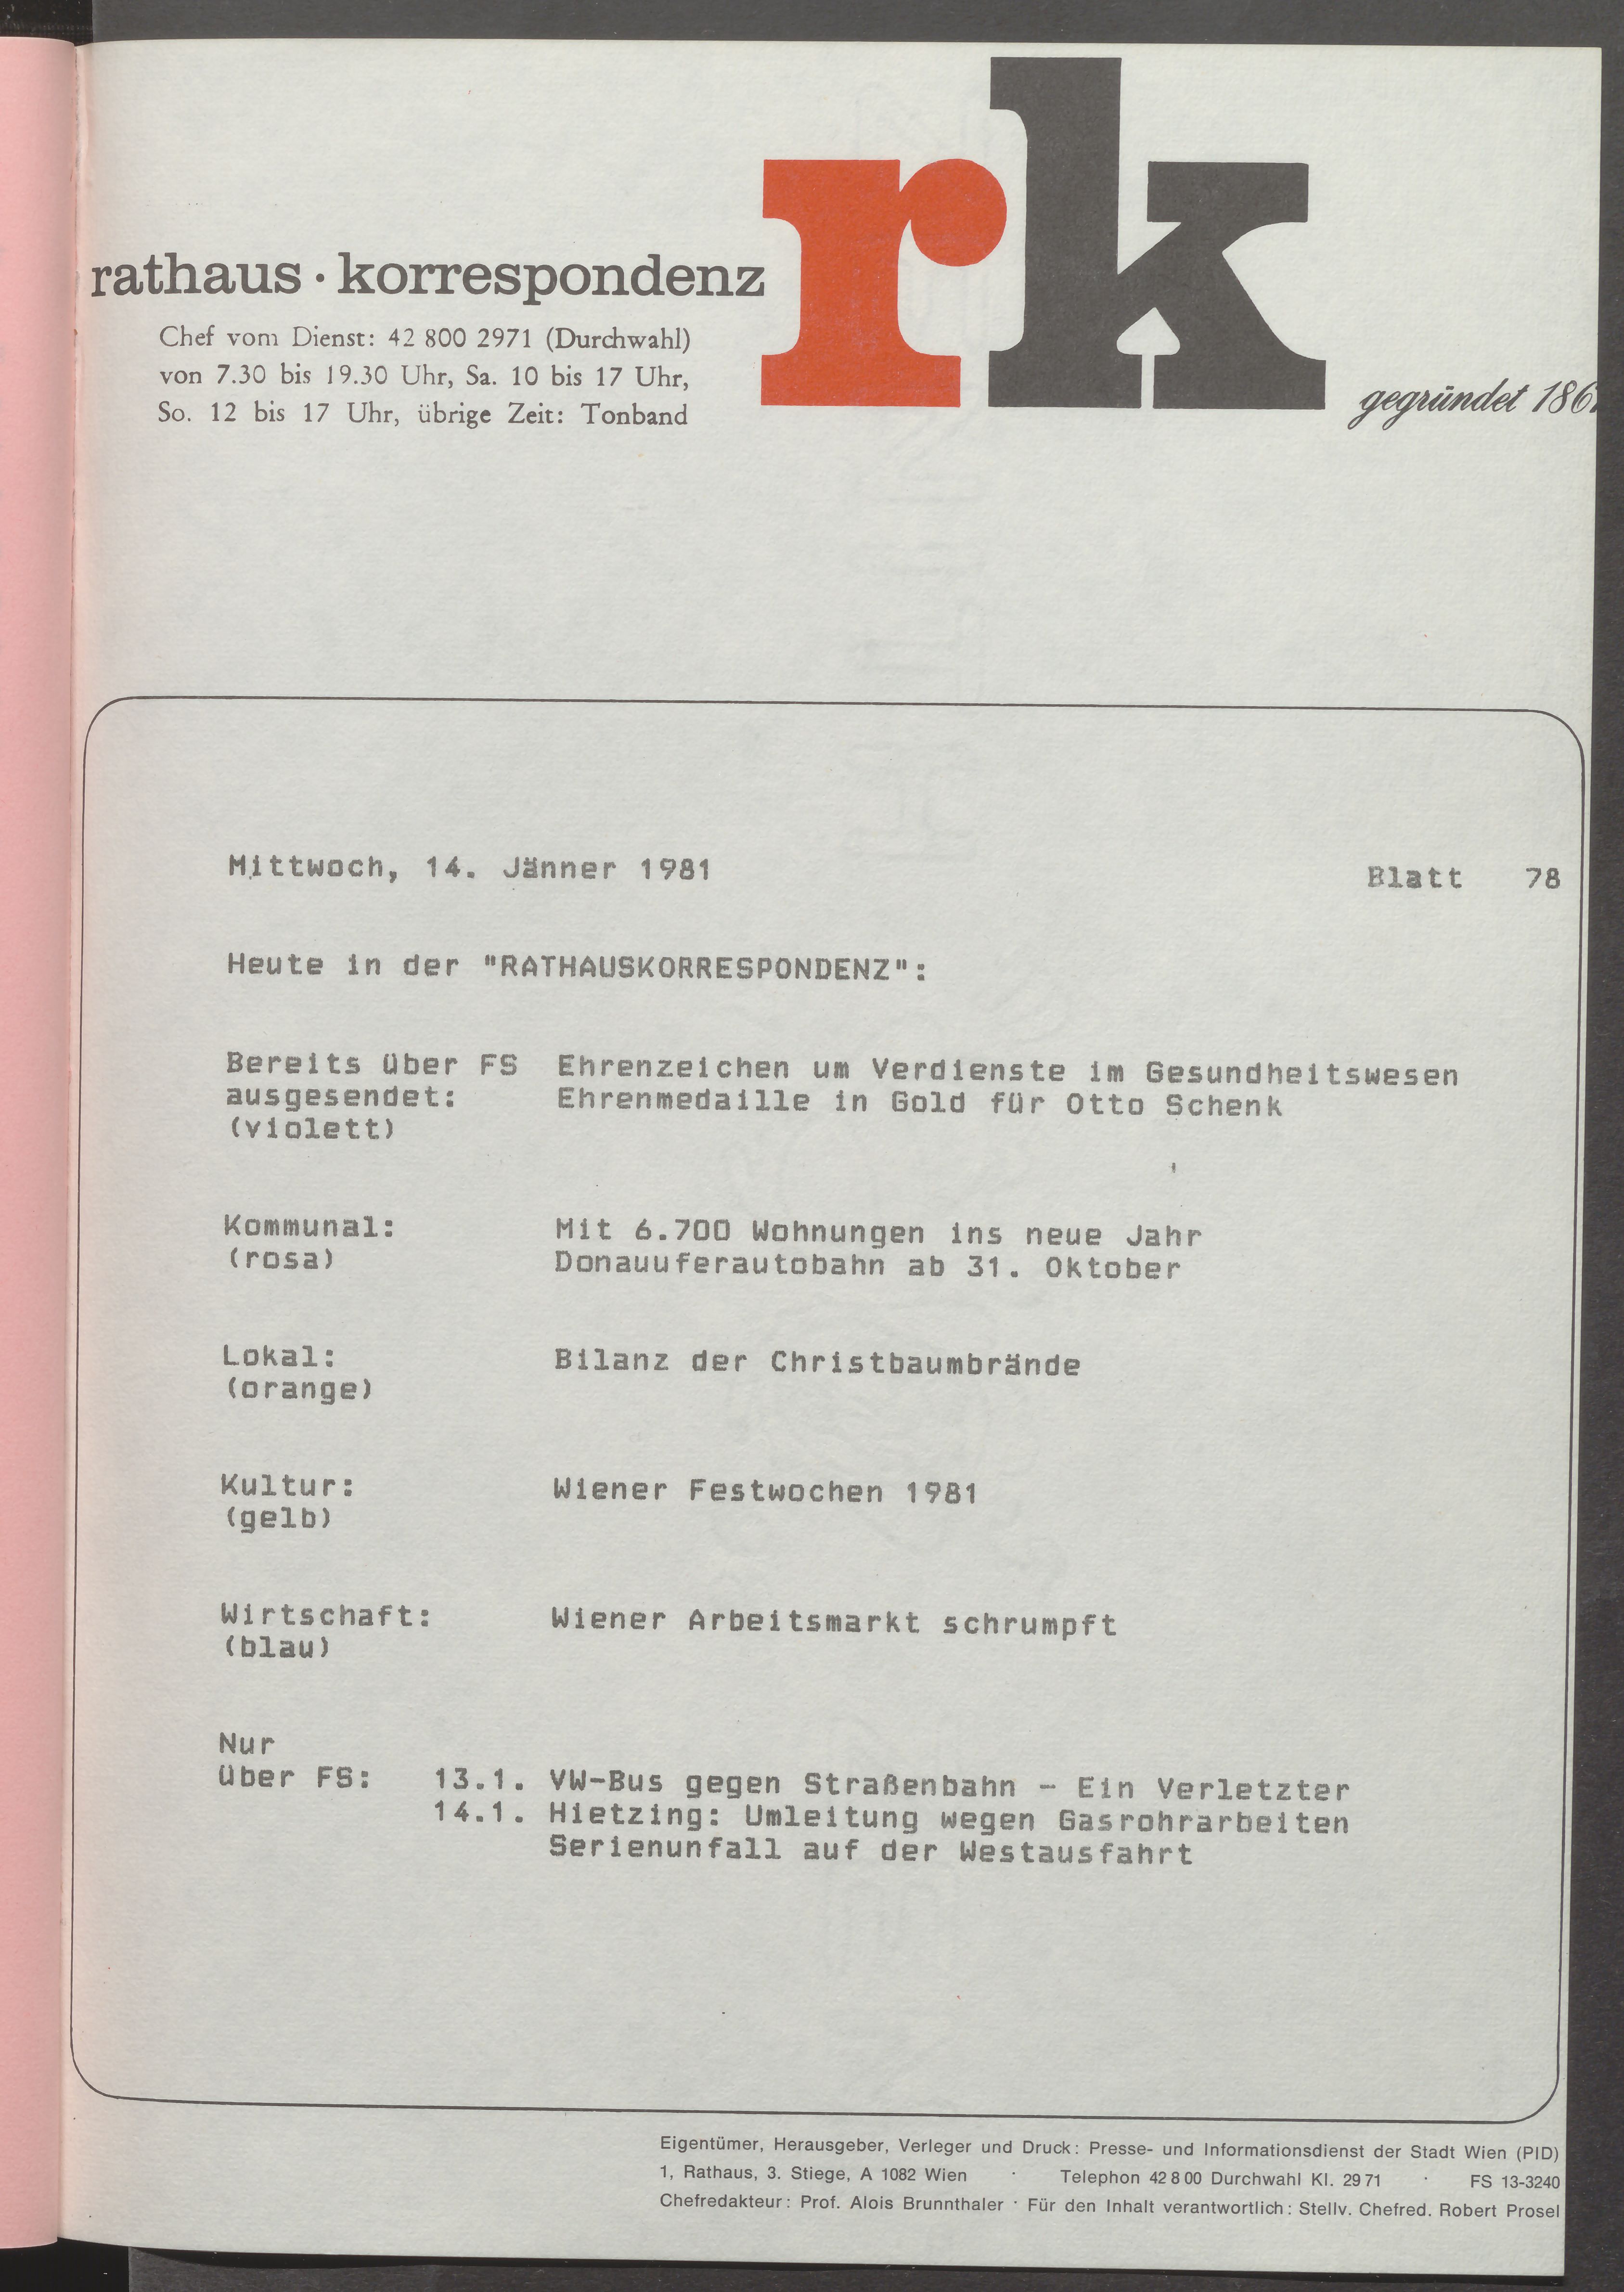 rk
rathaus · korrespondenz
Chef vom Dienst: 42 800 2971 (Durchwahl)
von 7.30 bis 19.30 Uhr, Sa. 10 bis 17 Uhr,
So. 12 bis 17 Uhr, übrige Zeit: Tonband
gegründet
Mittwoch, 14. Jänner 1981 Blatt 78
Heute in der "RATHAUSKORRESPONDENZ":
Bereits über FS Ehrenzeichen um Verdienste im Gesundheitswesen
ausgesendet: Ehrenmedaille in Gold für Otto Schenk
(violett)
Kommunal: Mit 6.700 Wohnungen ins neue Jahr
(rosa) Donauuferautobahn ab 31. Oktober
Lokal: Bilanz der Christbaumbrände
(orange)
Kultur: Wiener Festwochen 1981
(gelb)
Wirtschaft: Wiener Arbeitsmarkt schrumpft
(blau)
Nur
über FS: 13.1. VW-Bus gegen Straßenbahn - Ein Verletzter
14.1. Hietzing: Umleitung wegen Gasrohrarbeiten
Serienunfall auf der Westausfahrt
Eigentümer, Herausgeber, Verleger und Druck: Presse- und Informationsdienst der Stadt Wien (PID)
1, Rathaus, 3. Stiege, A 1082 Wien · Telephon 42 8 00 Durchwahl Kl. 29 71 · FS 13-3240
Chefredakteur: Prof. Alois Brunnthaler · Für den Inhalt verantwortlich: Stellv. Chefred. Robert Prosel